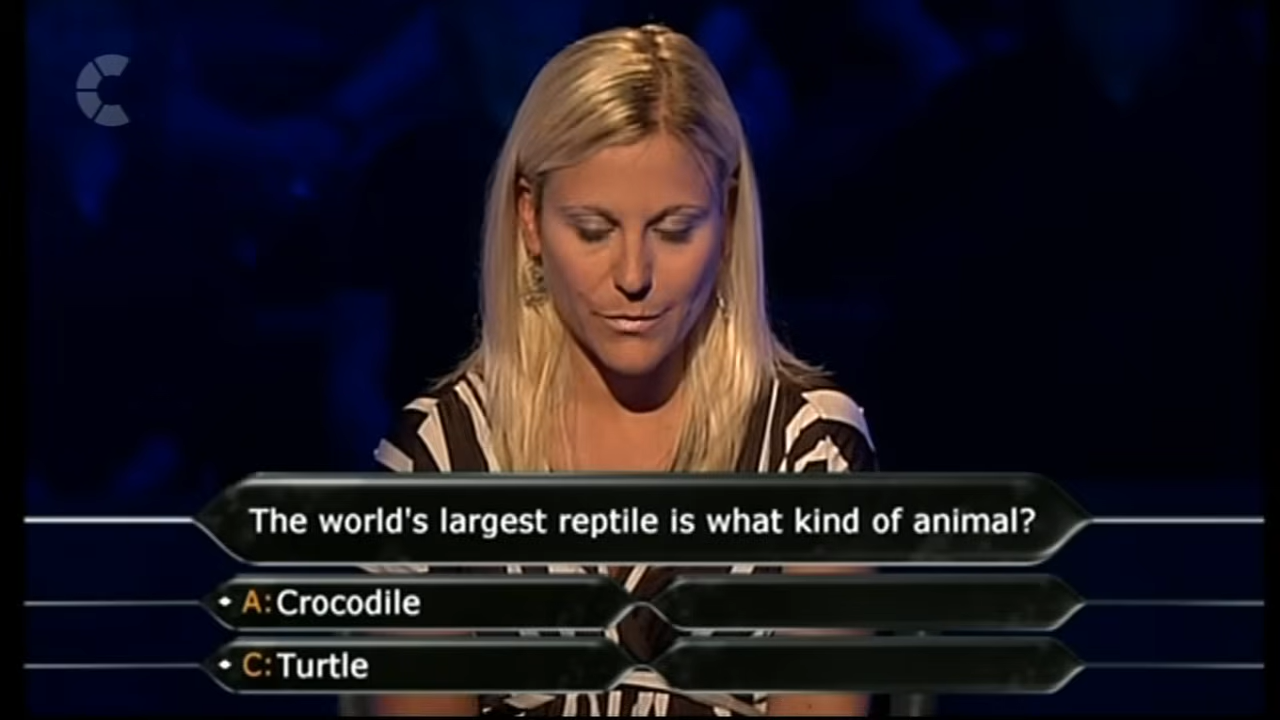 The world's largest reptile is what kind of animal?
A: Crocodile
C: Turtle